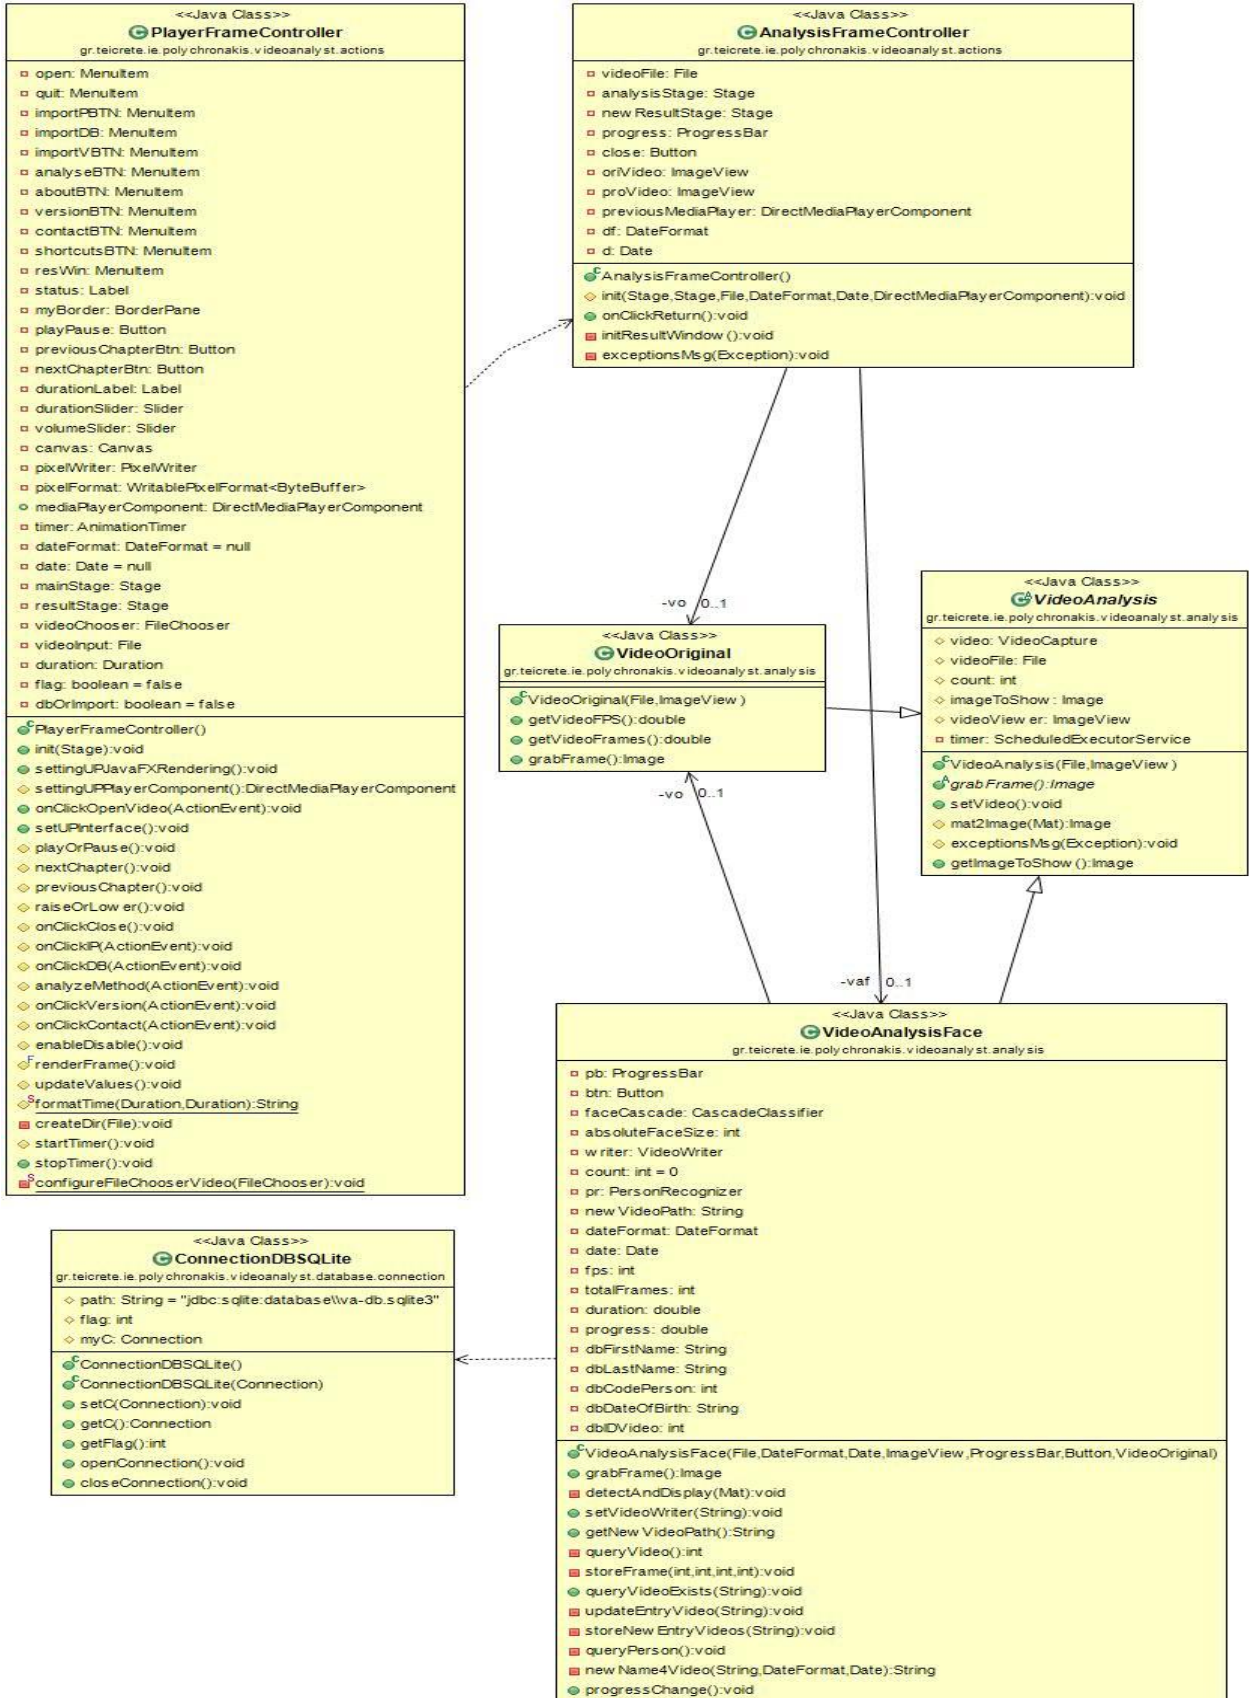 <<Java Class>>
PlayerFrameController
gr.teicrete.ie.polychronakis.videoanalyst.actions
open: MenuItem
quit: MenuItem
importPBTN: MenuItem
importDB: MenuItem
importVBTN: MenuItem
analyseBTN: MenuItem
aboutBTN: MenuItem
versionBTN: MenuItem
contactBTN: MenuItem
shortcutsBTN: MenuItem
resWin: MenuItem
status: Label
myBorder: BorderPane
playPause: Button
previousChapterBtn: Button
nextChapterBtn: Button
durationLabel: Label
durationSlider: Slider
volumeSlider: Slider
canvas: Canvas
pixelWriter: PixelWriter
pixelFormat: WritablePixelFormat<ByteBuffer>
mediaPlayerComponent: DirectMediaPlayerComponent
timer: AnimationTimer
dateFormat: DateFormat = null
date: Date = null
mainStage: Stage
resultStage: Stage
videoChooser: FileChooser
videoInput: File
duration: Duration
flag: boolean = false
dbOrImport: boolean = false
PlayerFrameController()
init(Stage):void
settingUPJavaFXRendering():void
settingUPPlayerComponent():DirectMediaPlayerComponent
onClickOpenVideo(ActionEvent):void
setUPInterface():void
playOrPause():void
nextChapter():void
previousChapter():void
raiseOrLower():void
onClickClose():void
onClickIP(ActionEvent):void
onClickDB(ActionEvent):void
analyzeMethod(ActionEvent):void
onClickVersion(ActionEvent):void
onClickContact(ActionEvent):void
enableDisable():void
renderFrame():void
updateValues():void
formatTime(Duration,Duration):String
createDir(File):void
startTimer():void
stopTimer():void
configureFileChooserVideo(FileChooser):void
<<Java Class>>
AnalysisFrameController
gr.teicrete.ie.polychronakis.videoanalyst.actions
videoFile: File
analysisStage: Stage
newResultStage: Stage
progress: ProgressBar
close: Button
oriVideo: ImageView
proVideo: ImageView
previousMediaPlayer: DirectMediaPlayerComponent
df: DateFormat
d: Date
AnalysisFrameController()
init(Stage,Stage,File,DateFormat,Date,DirectMediaPlayerComponent):void
onClickReturn():void
initResultWindow():void
exceptionsMsg(Exception):void
-vo 0..1
<<Java Class>>
VideoOriginal
gr.teicrete.ie.polychronakis.videoanalyst.analysis
VideoOriginal(File,ImageView)
getVideoFPS():double
getVideoFrames():double
grabFrame():Image
-vo 0..1
<<Java Class>>
VideoAnalysis
gr.teicrete.ie.polychronakis.videoanalyst.analysis
video: VideoCapture
videoFile: File
count: int
imageToShow: Image
videoViewer: ImageView
timer: ScheduledExecutorService
VideoAnalysis(File,ImageView)
grabFrame():Image
setVideo():void
mat2Image(Mat):Image
exceptionsMsg(Exception):void
getImageToShow():Image
-vaf 0..1
<<Java Class>>
VideoAnalysisFace
gr.teicrete.ie.polychronakis.videoanalyst.analysis
pb: ProgressBar
btn: Button
faceCascade: CascadeClassifier
absoluteFaceSize: int
writer: VideoWriter
count: int = 0
pr: PersonRecognizer
newVideoPath: String
dateFormat: DateFormat
date: Date
fps: int
totalFrames: int
duration: double
progress: double
dbFirstName: String
dbLastName: String
dbCodePerson: int
dbDateOfBirth: String
dbIDVideo: int
VideoAnalysisFace(File,DateFormat,Date,ImageView,ProgressBar,Button,VideoOriginal)
grabFrame():Image
detectAndDisplay(Mat):void
setVideoWriter(String):void
getNewVideoPath():String
queryVideo():int
storeFrame(int,int,int,int):void
queryVideoExists(String):void
updateEntryVideo(String):void
storeNewEntryVideos(String):void
queryPerson():void
newName4Video(String,DateFormat,Date):String
progressChange():void
<<Java Class>>
ConnectionDBSQLite
gr.teicrete.ie.polychronakis.videoanalyst.database.connection
path: String = "jdbc:sqlite:database\\va-db.sqlite3"
flag: int
myC: Connection
ConnectionDBSQLite()
ConnectionDBSQLite(Connection)
setC(Connection):void
getC():Connection
getFlag():int
openConnection():void
closeConnection():void